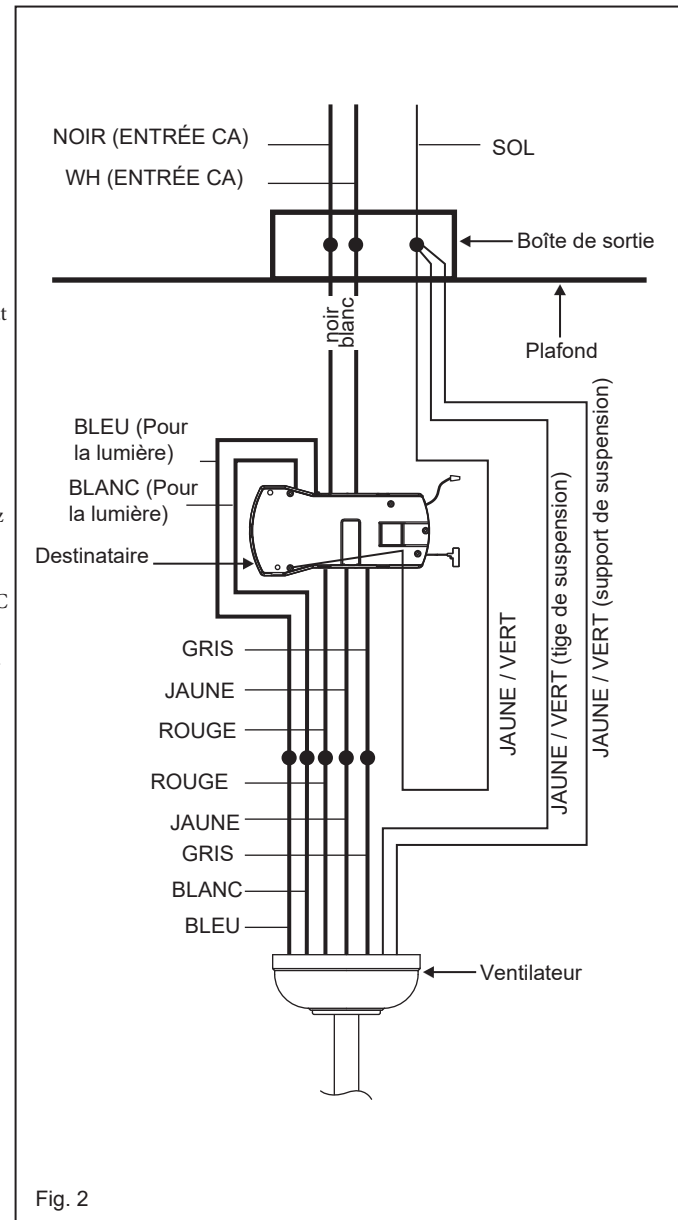 NOIR (ENTRÉE CA)
SOL
WH (ENTRÉE CA)
Boîte de sortie
noir
blanc
Plafond
BLEU (Pour
la lumière)
BLANC (Pour
la lumière)
Destinataire
JAUNE / VERT
JAUNE / VERT (tige de suspension)
JAUNE / VERT (support de suspension)
GRIS
JAUNE
ROUGE
ROUGE
JAUNE
GRIS
BLANC
BLEU
Ventilateur
Fig. 2
t
z
C